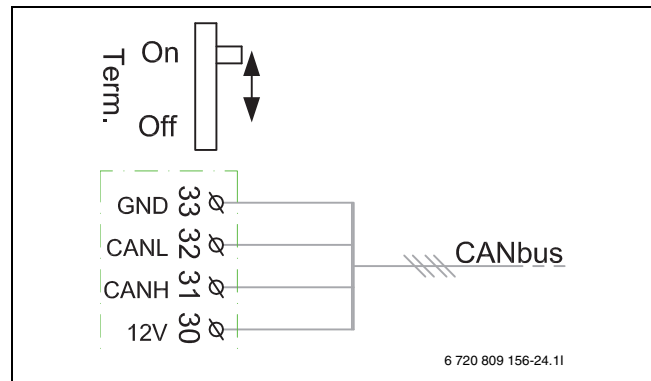 On
Term.
Off
GND 33
CANL 32
CANH 31
12V 30
CANbus
6 720 809 156-24.1I